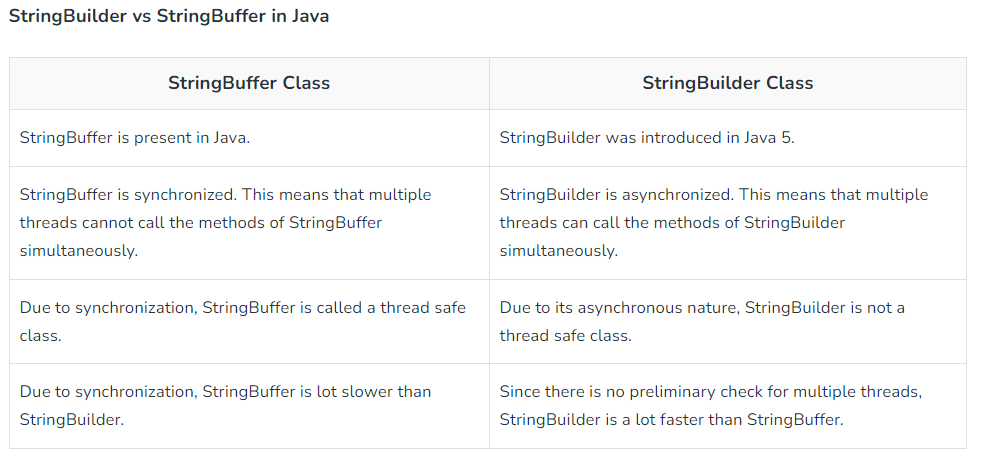 StringBuilder vs StringBuffer in Java
StringBuffer Class
StringBuilder Class
StringBuffer is present in Java.
StringBuilder was introduced in Java 5.
StringBuffer is synchronized. This means that multiple
threads cannot call the methods of StringBuffer
simultaneously.
StringBuilder is asynchronized. This means that multiple
threads can call the methods of StringBuilder
simultaneously.
Due to synchronization, StringBuffer is called a thread safe
class.
Due to its asynchronous nature, StringBuilder is not a
thread safe class.
Due to synchronization, StringBuffer is lot slower than
StringBuilder.
Since there is no preliminary check for multiple threads,
StringBuilder is a lot faster than StringBuffer.